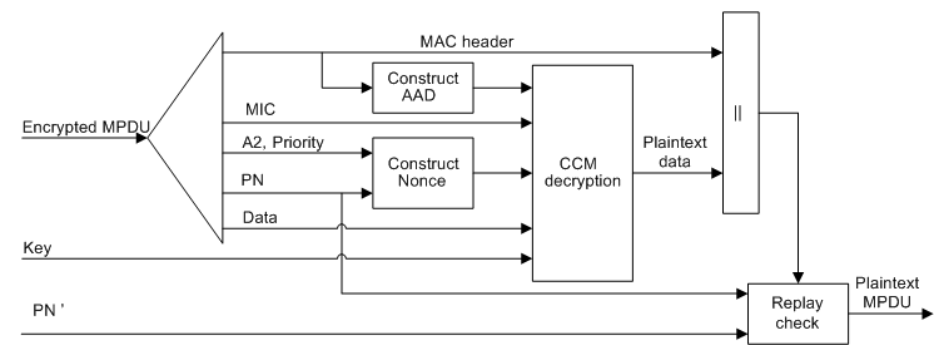 MAC header
Construct
AAD
MIC
Encrypted MPDU
A2, Priority
Construct
Nonce
PN
CCM
decryption
Plaintext
data
||
Data
Key
PN '
Replay
check
Plaintext
MPDU